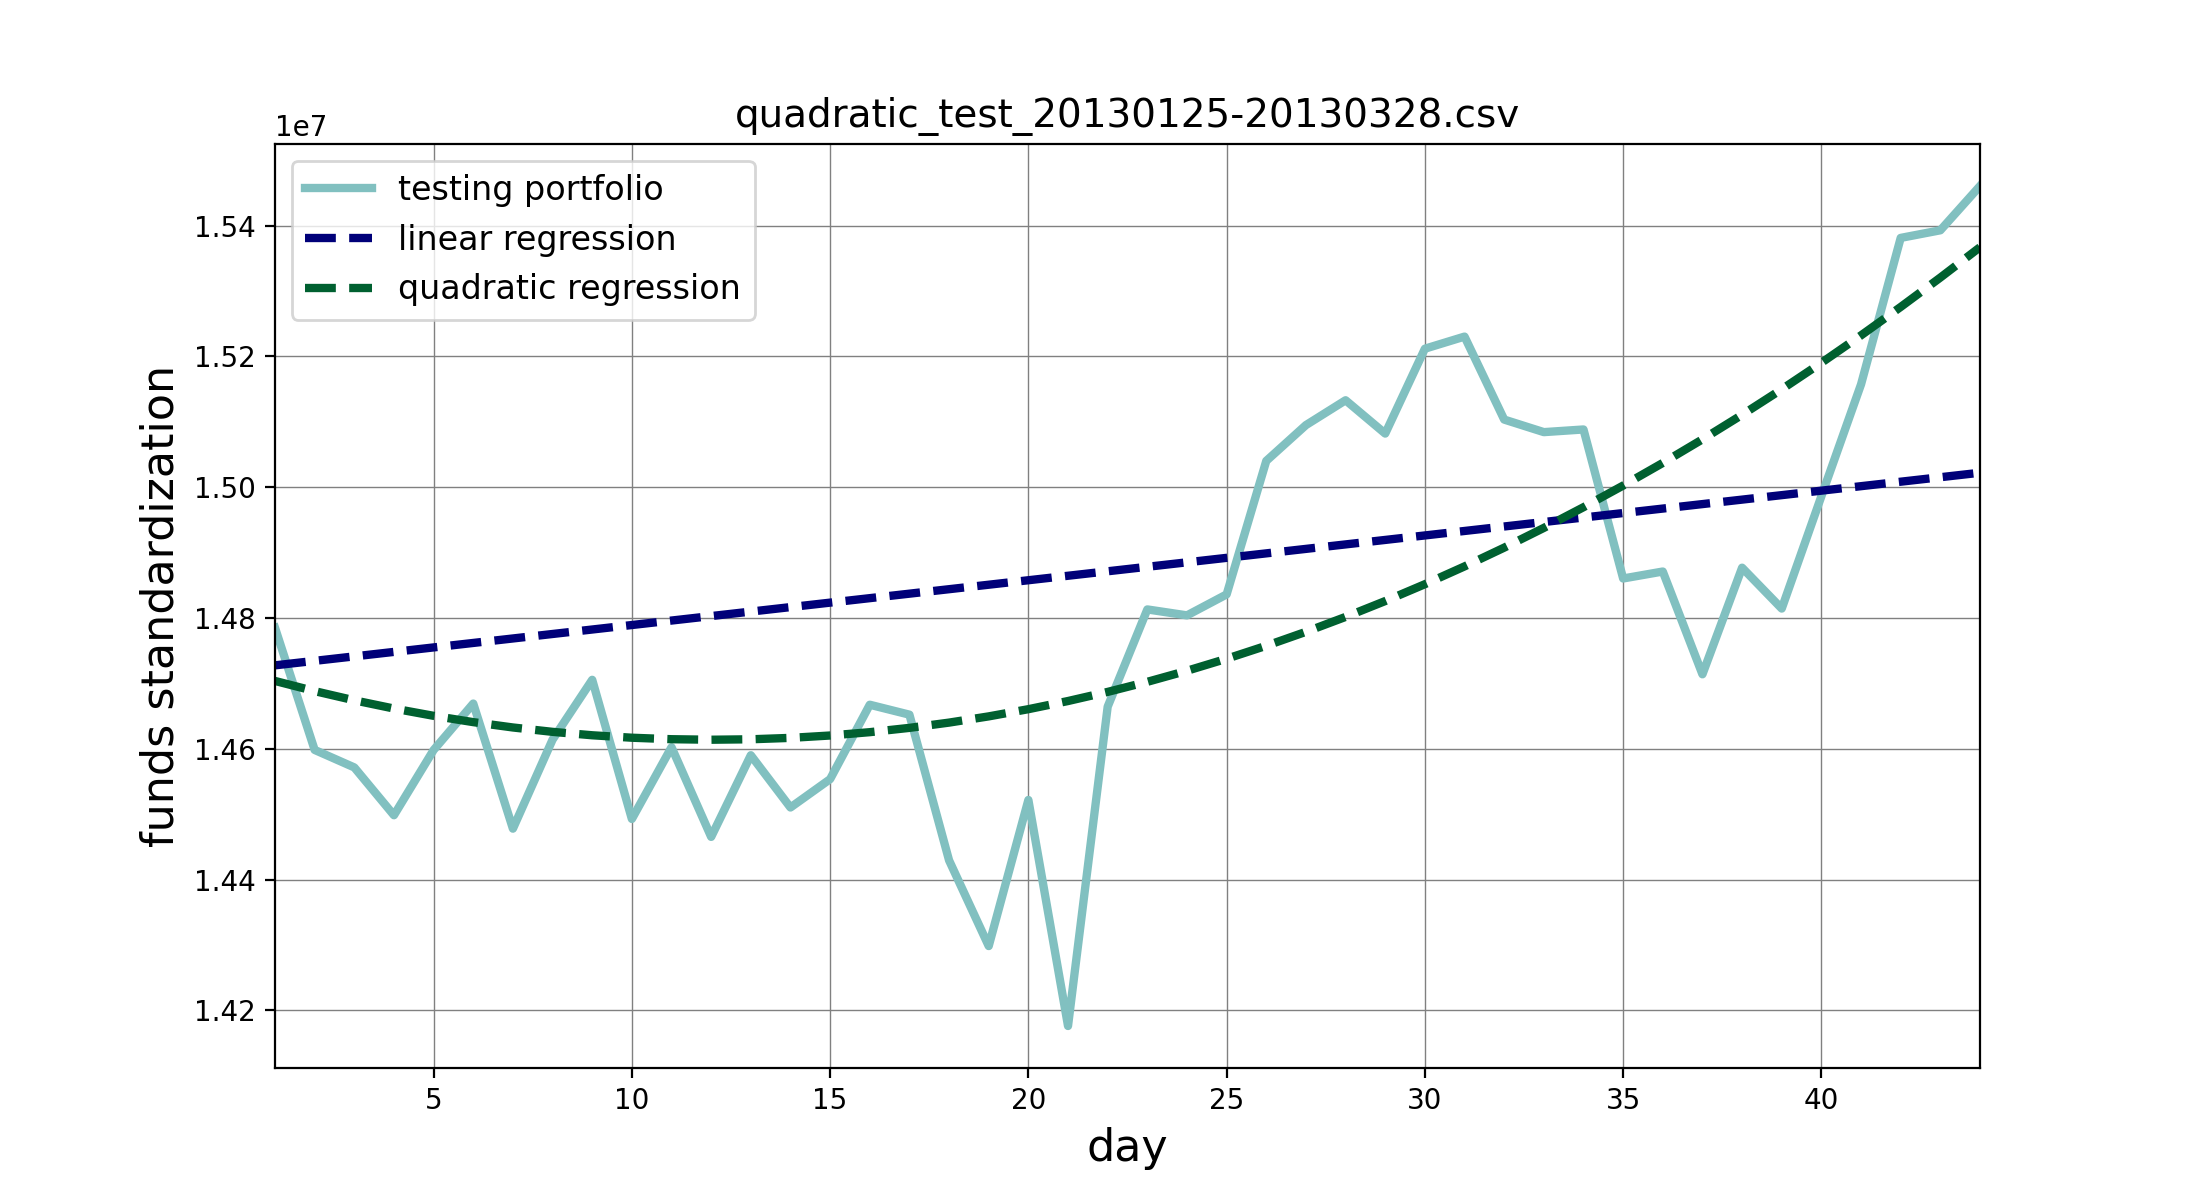 quadratic_test_20130125-20130328.csv
1e7
testing portfolio
linear regression
quadratic regression
1.54
1.52
1.50
1.48
1.46
1.44
1.42
funds standardization
5 10 15 20 25 30 35 40
day